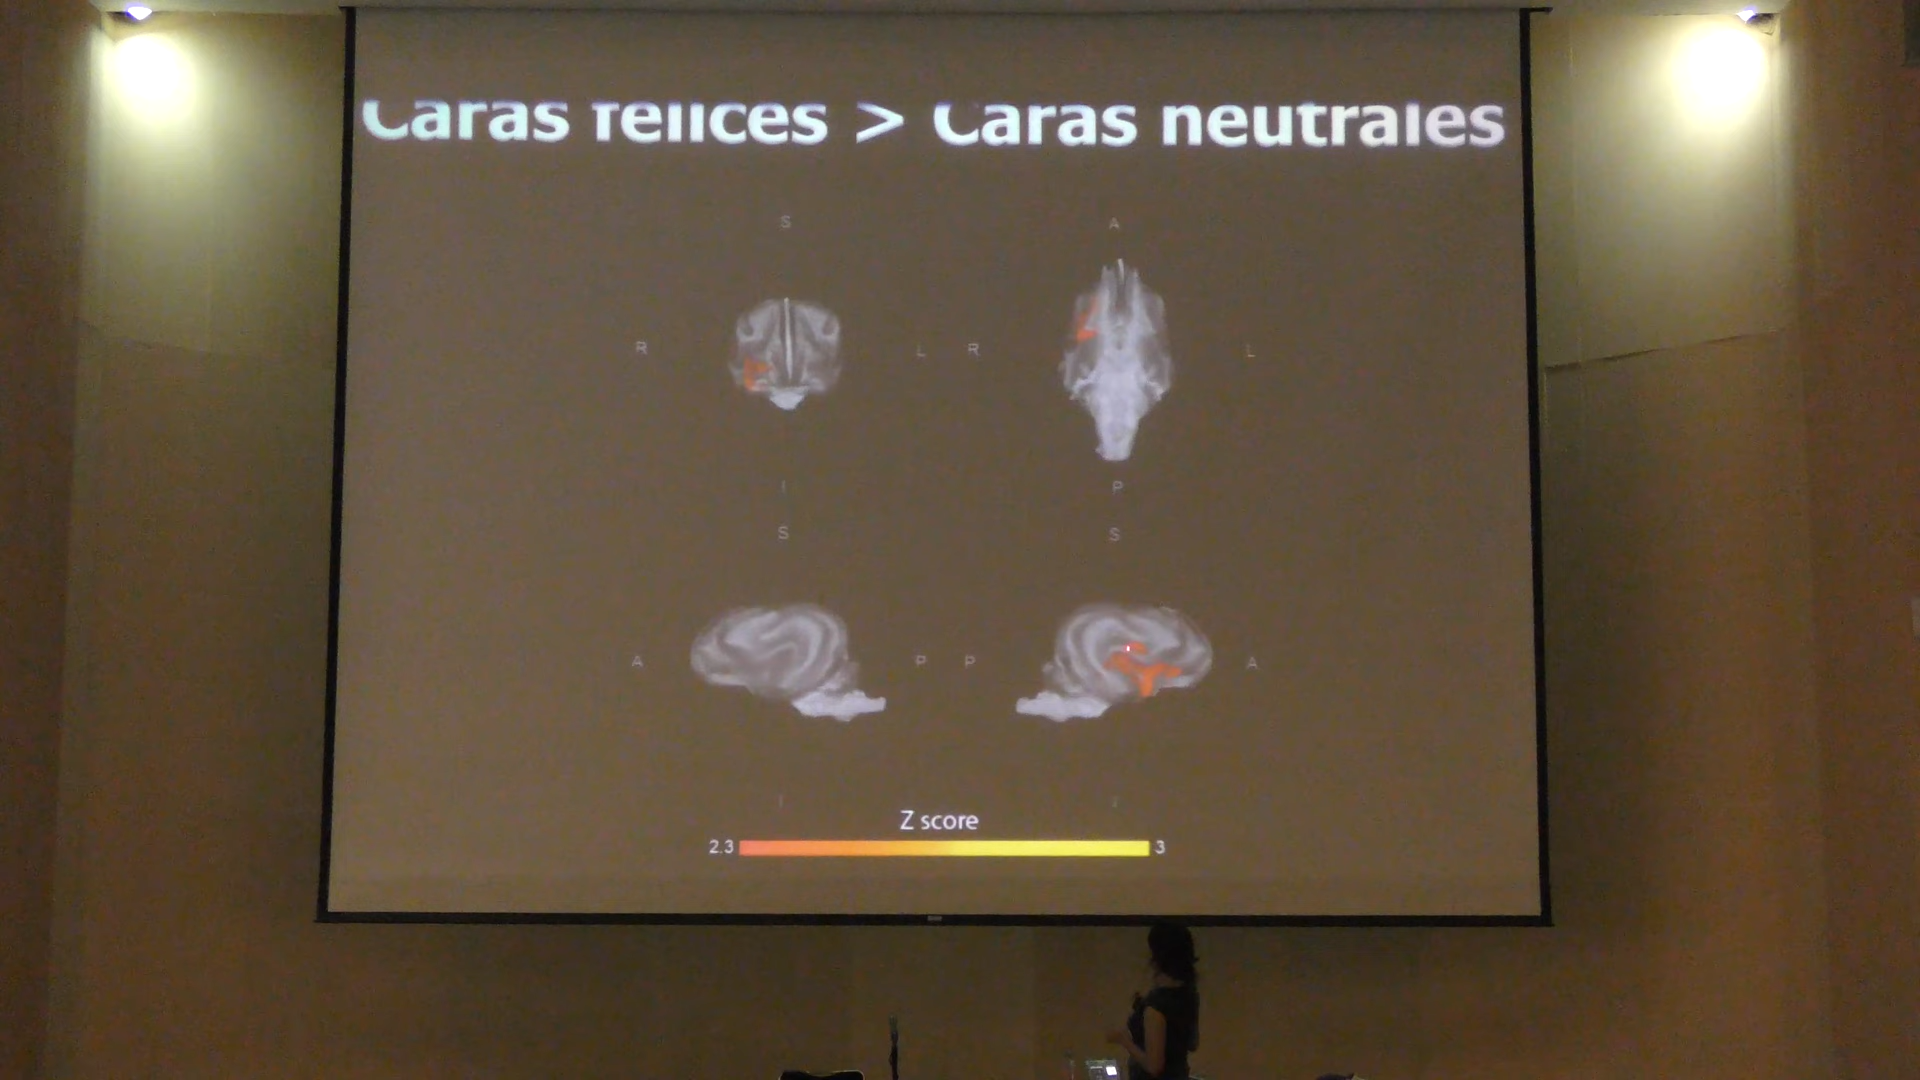 Caras felices > Caras neutrales
S A
R L R L
I P
S S
A P P A
I I
Z score
2.3 3